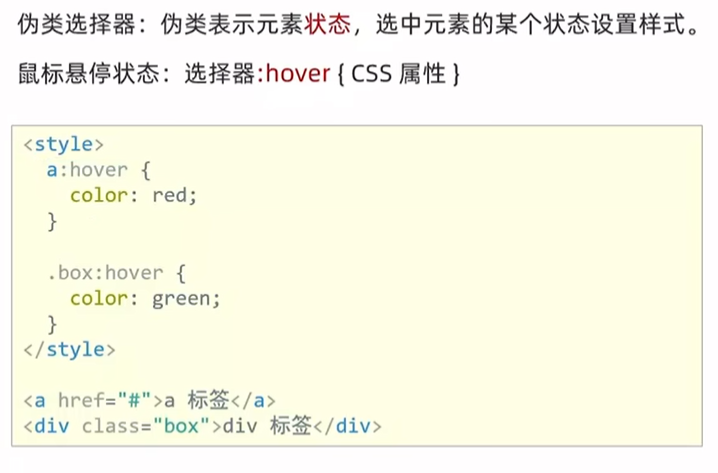 伪类选择器：伪类表示元素状态，选中元素的某个状态设置样式。
鼠标悬停状态：选择器:hover { CSS 属性 }
<style>
  a:hover {
    color: red;
  }

  .box:hover {
    color: green;
  }
</style>

<a href="#">a 标签</a>
<div class="box">div 标签</div>